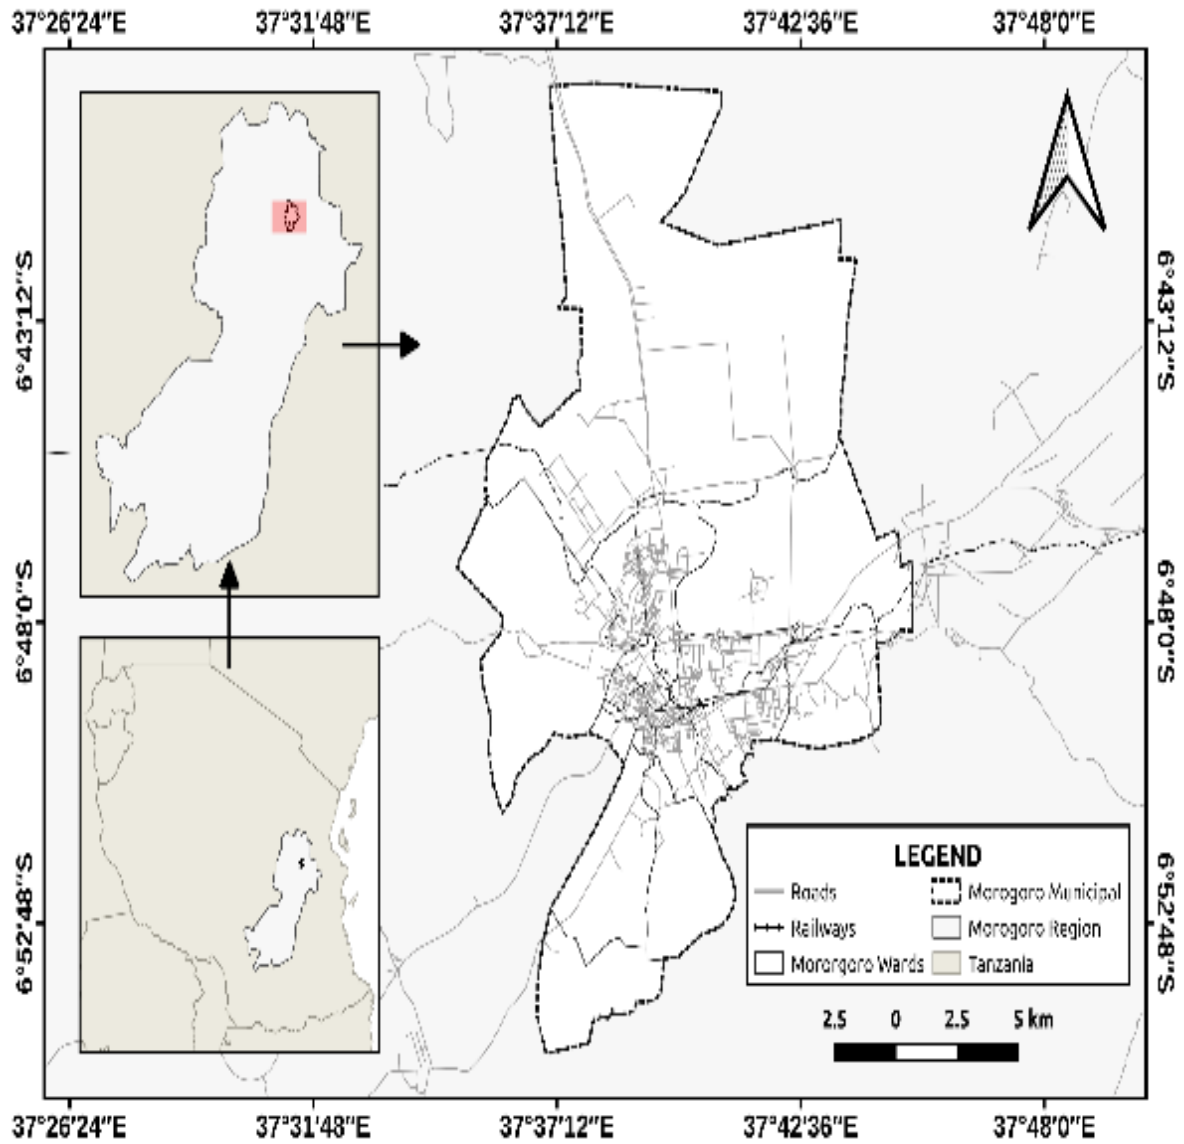 37°26'24"E 37°31'48"E 37°37'12"E 37°42'36"E 37°48'0"E
6°43'12"S
6°48'0"S
6°52'48"S
6°43'12"S
6°48'0"S
6°52'48"S
LEGEND
Roads
Railways
Morongoro Wards
Morogoro Municipal
Morogoro Region
Tanzania
2.5 0 2.5 5 km
37°26'24"E 37°31'48"E 37°37'12"E 37°42'36"E 37°48'0"E